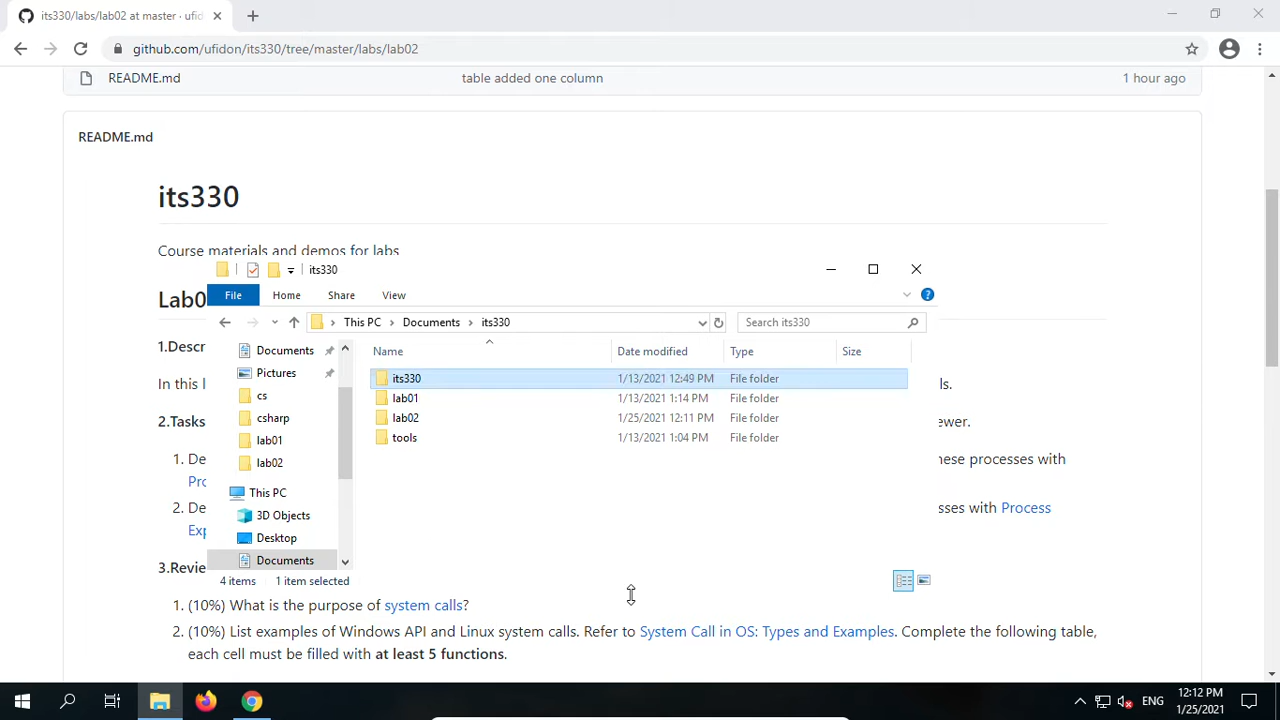 its330/labs/lab02 at master · ufid
github.com/ufidon/its330/tree/master/labs/lab02
README.md table added one column 1 hour ago
README.md
its330
Course materials and demos for labs
its330
Lab0
File Home Share View
This PC Documents its330 Search its330
1.Descr
Name Date modified Type Size
Documents
Pictures
cs
csharp
lab01
lab02
This PC
3D Objects
Desktop
Documents
its330 1/13/2021 12:49 PM File folder
lab01 1/13/2021 1:14 PM File folder
lab02 1/25/2021 12:11 PM File folder
tools 1/13/2021 1:04 PM File folder
4 items 1 item selected
In this l s.
2.Tasks ewer.
1. De hese processes with
Prc
2. De sses with Process
Exp
3.Revie
1. (10%) What is the purpose of system calls?
2. (10%) List examples of Windows API and Linux system calls. Refer to System Call in OS: Types and Examples. Complete the following table,
each cell must be filled with at least 5 functions.
ENG 12:12 PM
1/25/2021